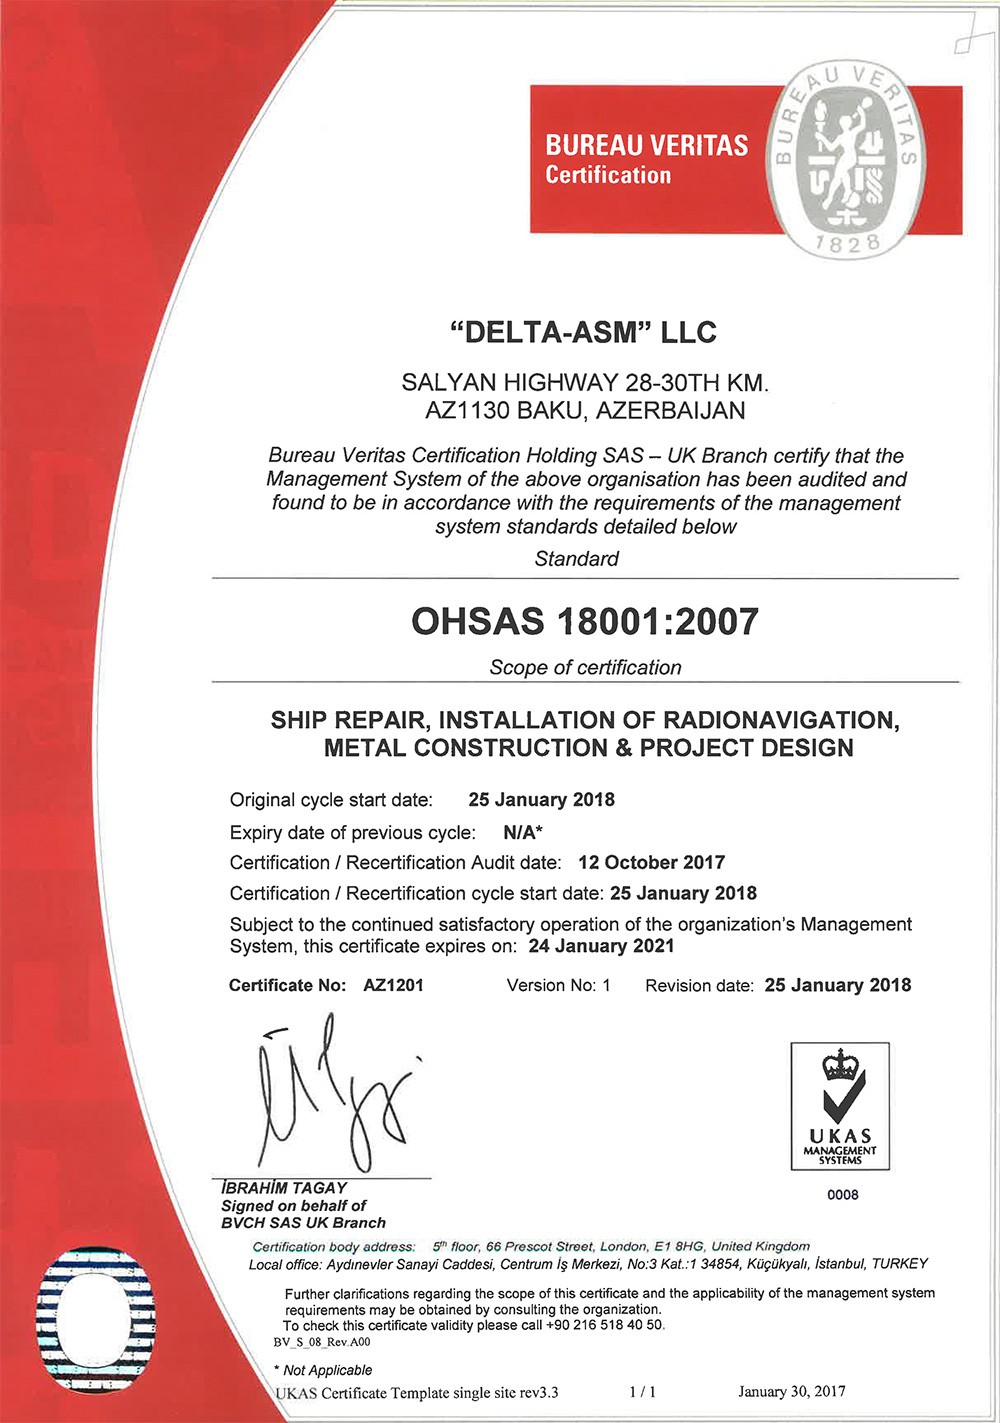 BUREAU VERITAS
Certification
BUREAU VERITAS
1828
“DELTA-ASM” LLC
SALYAN HIGHWAY 28-30TH KM.
AZ1130 BAKU, AZERBAIJAN
Bureau Veritas Certification Holding SAS – UK Branch certify that the
Management System of the above organisation has been audited and
found to be in accordance with the requirements of the management
system standards detailed below
Standard
OHSAS 18001:2007
Scope of certification
SHIP REPAIR, INSTALLATION OF RADIONAVIGATION,
METAL CONSTRUCTION & PROJECT DESIGN
Original cycle start date: 25 January 2018
Expiry date of previous cycle: N/A*
Certification / Recertification Audit date: 12 October 2017
Certification / Recertification cycle start date: 25 January 2018
Subject to the continued satisfactory operation of the organization’s Management
System, this certificate expires on: 24 January 2021
Certificate No: AZ1201 Version No: 1 Revision date: 25 January 2018
UKAS
MANAGEMENT
SYSTEMS
0008
İBRAHİM TAGAY
Signed on behalf of
BVCH SAS UK Branch
Certification body address: 5th floor, 66 Prescot Street, London, E1 8HG, United Kingdom
Local office: Aydınevler Sanayi Caddesi, Centrum İş Merkezi, No:3 Kat.:1 34854, Küçükyalı, İstanbul, TURKEY
Further clarifications regarding the scope of this certificate and the applicability of the management system
requirements may be obtained by consulting the organization.
To check this certificate validity please call +90 216 518 40 50.
BV_S_08_Rev.A00
* Not Applicable
UKAS Certificate Template single site rev3.3 1 / 1 January 30, 2017